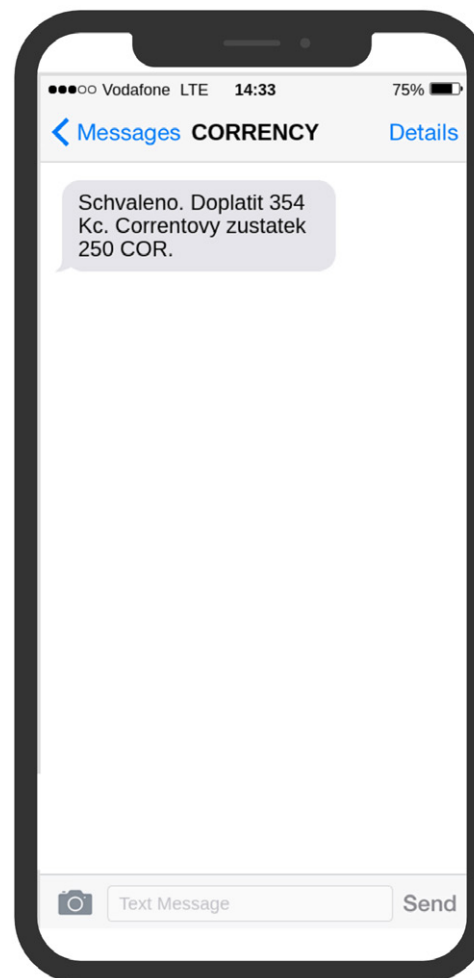 Vodafone LTE 14:33 75%
Messages CORRENCY Details
Schvaleno. Doplatit 354
Kc. Correntovy zustatek
250 COR.
Text Message Send